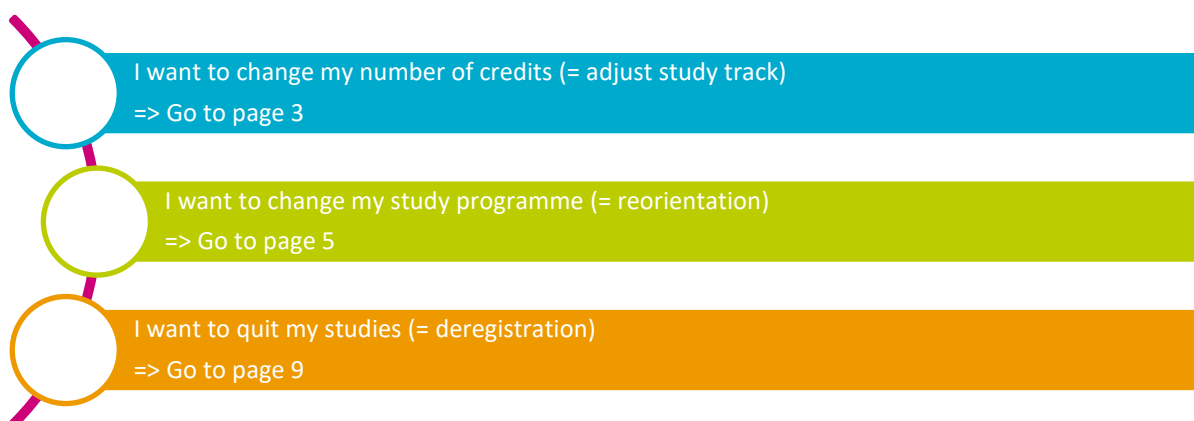 I want to change my number of credits (= adjust study track)
=> Go to page 3
I want to change my study programme (= reorientation)
=> Go to page 5
I want to quit my studies (= deregistration)
=> Go to page 9